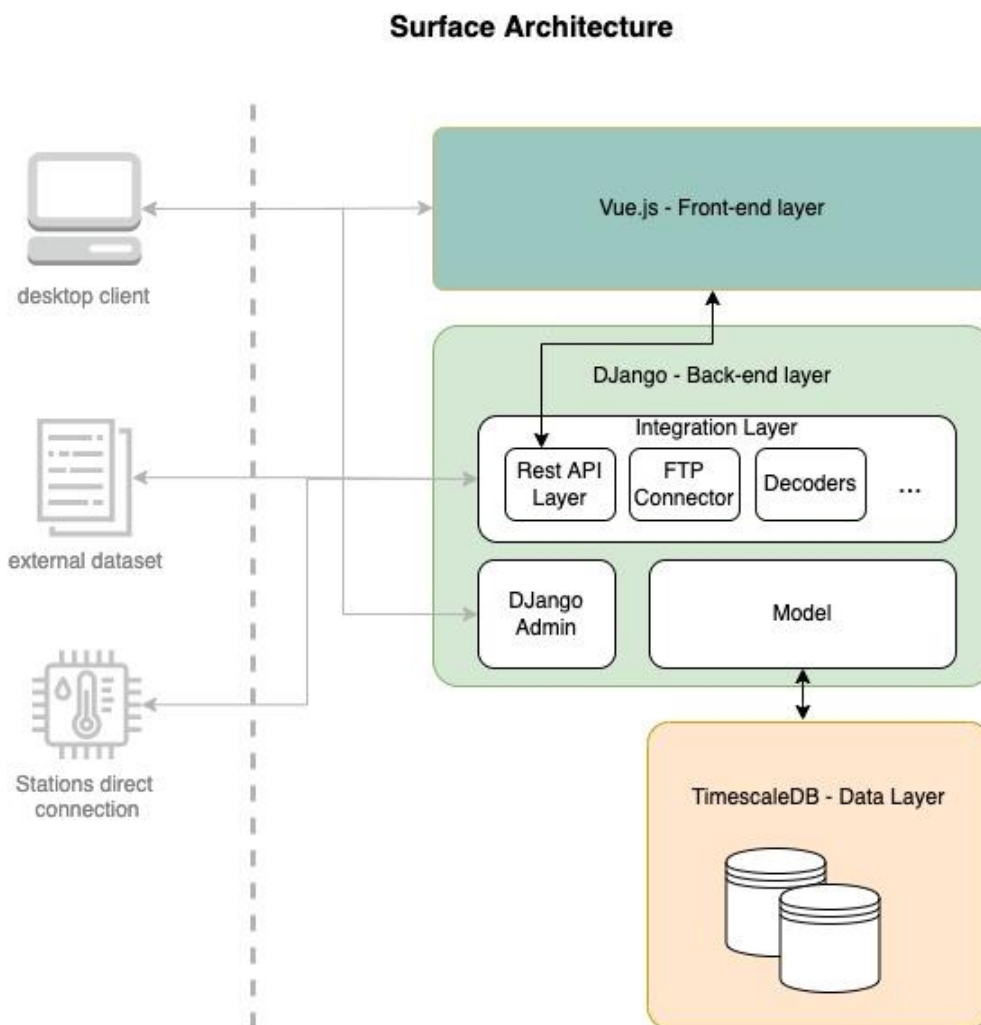 Surface Architecture
Vue.js - Front-end layer
desktop client
DJango - Back-end layer
Integration Layer
Rest API
Layer
FTP
Connector
Decoders
...
external dataset
DJango
Admin
Model
Stations direct
connection
TimescaleDB - Data Layer